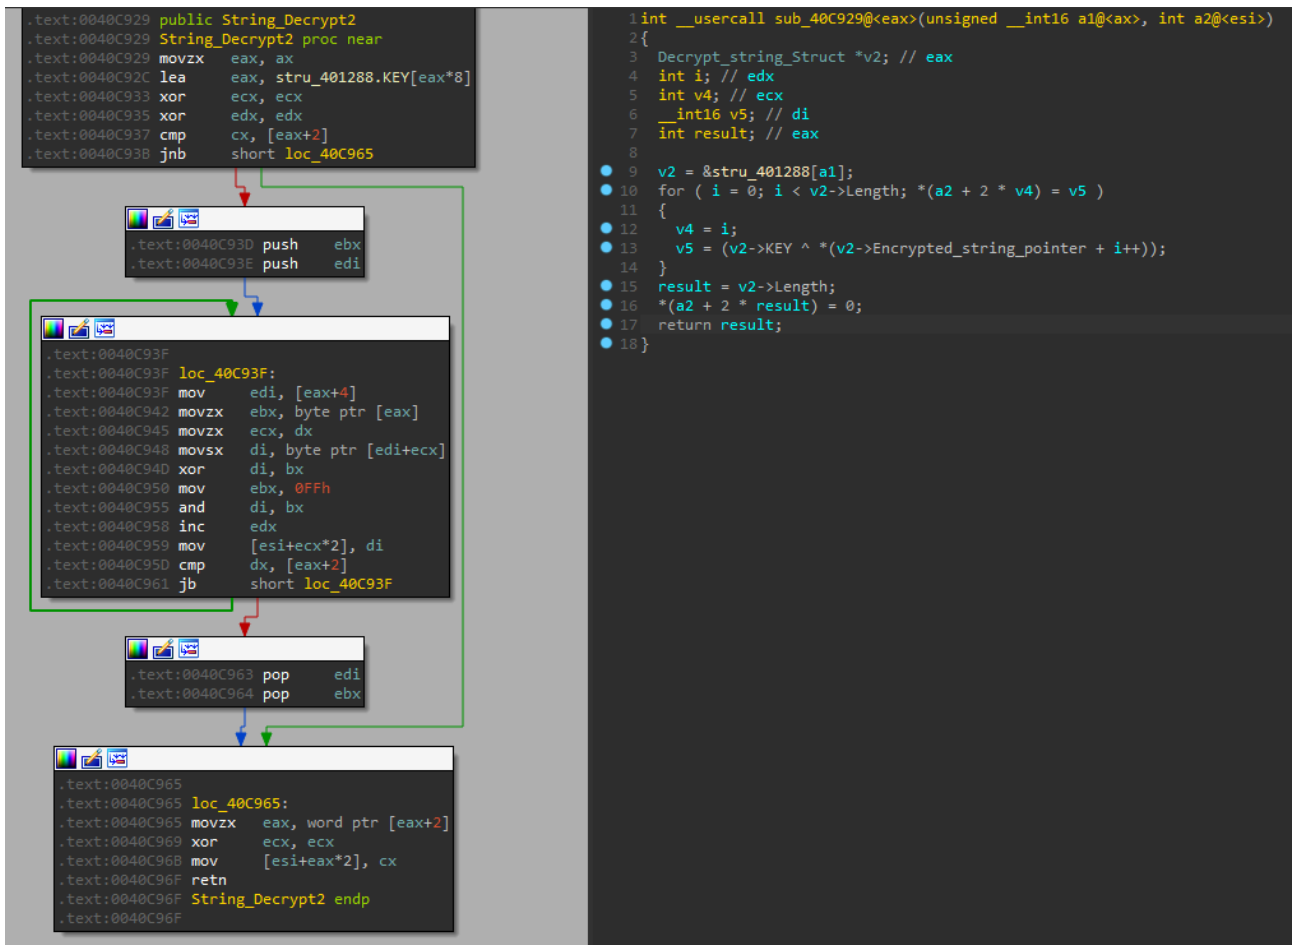 .text:0040C929 public String_Decrypt2
.text:0040C929 String_Decrypt2 proc near
.text:0040C929 movzx eax, ax
.text:0040C92C lea eax, stru_401288.KEY[eax*8]
.text:0040C933 xor ecx, ecx
.text:0040C935 xor edx, edx
.text:0040C937 cmp cx, [eax+2]
.text:0040C93B jnb short loc_40C965
.text:0040C93D push ebx
.text:0040C93E push edi
.text:0040C93F
.text:0040C93F loc_40C93F:
.text:0040C93F mov edi, [eax+4]
.text:0040C942 movzx ebx, byte ptr [eax]
.text:0040C945 movzx ecx, dx
.text:0040C948 movsx di, byte ptr [edi+ecx]
.text:0040C94D xor di, bx
.text:0040C950 mov ebx, 0FFh
.text:0040C955 and di, bx
.text:0040C958 inc edx
.text:0040C959 mov [esi+ecx*2], di
.text:0040C95D cmp dx, [eax+2]
.text:0040C961 jb short loc_40C93F
.text:0040C963 pop edi
.text:0040C964 pop ebx
.text:0040C965
.text:0040C965 loc_40C965:
.text:0040C965 movzx eax, word ptr [eax+2]
.text:0040C969 xor ecx, ecx
.text:0040C96B mov [esi+eax*2], cx
.text:0040C96F retn
.text:0040C96F String_Decrypt2 endp
.text:0040C96F
1 int __usercall sub_40C929@<eax>(unsigned __int16 a1@<ax>, int a2@<esi>)
2 {
3 Decrypt_string_Struct *v2; // eax
4 int i; // edx
5 int v4; // ecx
6 __int16 v5; // di
7 int result; // eax
8
9 v2 = &stru_401288[a1];
10 for ( i = 0; i < v2->Length; *(a2 + 2 * v4) = v5 )
11 {
12 v4 = i;
13 v5 = (v2->KEY ^ *(v2->Encrypted_string_pointer + i++));
14 }
15 result = v2->Length;
16 *(a2 + 2 * result) = 0;
17 return result;
18 }